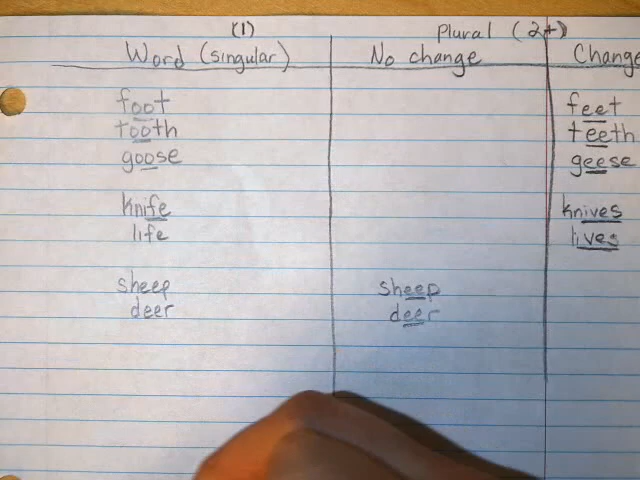 (1) Plural (2+)
Word (singular) No change Change
foot feet
tooth teeth
goose geese
knife knives
life lives
sheep sheep
deer deer